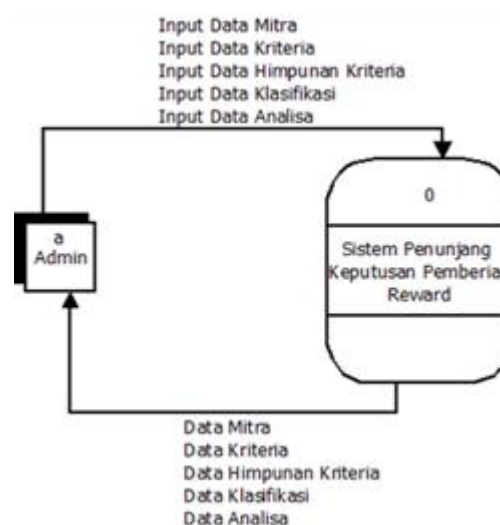 Input Data Mitra
Input Data Kriteria
Input Data Himpunan Kriteria
Input Data Klasifikasi
Input Data Analisa
a
Admin
0
Sistem Penunjang
Keputusan Pemberia
Reward
Data Mitra
Data Kriteria
Data Himpunan Kriteria
Data Klasifikasi
Data Analisa